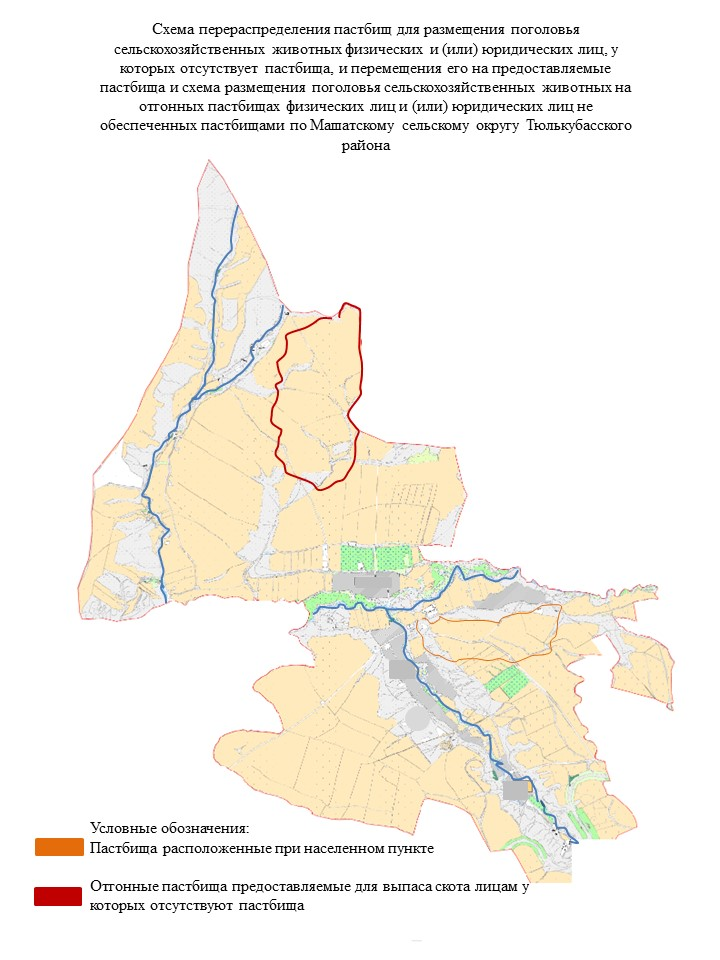 Схема перераспределения пастбищ для размещения поголовья
сельскохозяйственных животных физических и (или) юридических лиц, у
которых отсутствует пастбища, и перемещения его на предоставляемые
пастбища и схема размещения поголовья сельскохозяйственных животных на
отгонных пастбищах физических лиц и (или) юридических лиц не
обеспеченных пастбищами по Машатскому сельскому округу Тюлькубасского
района
Условные обозначения:
Пастбища расположенные при населенном пункте
Отгонные пастбища предоставляемые для выпаса скота лицам у
которых отсутствуют пастбища